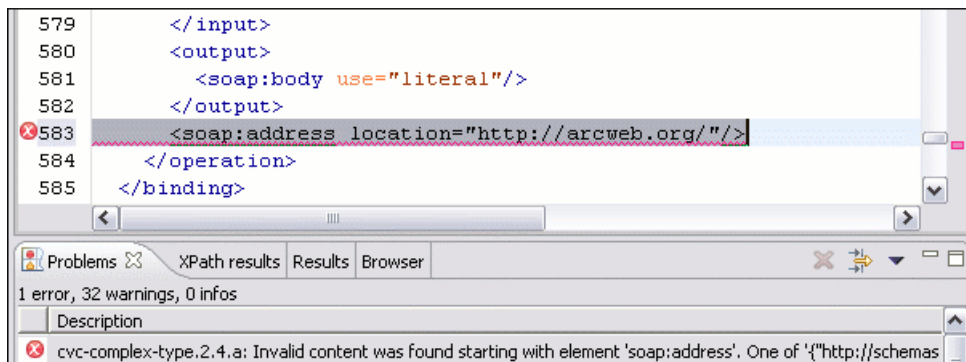 579 </input>
580 <output>
581 <soap:body use="literal"/>
582 </output>
583 <soap:address location="http://arcweb.org/"/>
584 </operation>
585 </binding>
Problems XPath results Results Browser
1 error, 32 warnings, 0 infos
Description
cvc-complex-type.2.4.a: Invalid content was found starting with element 'soap:address'. One of '{"http://schemas